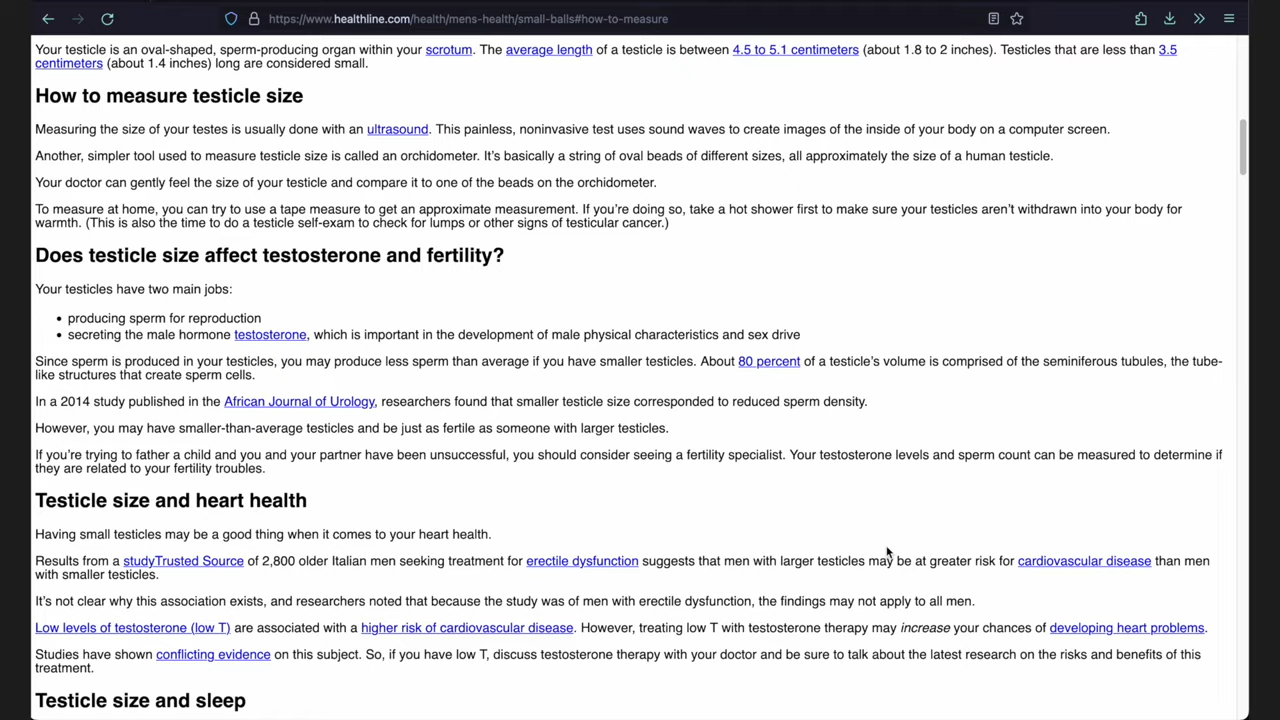 https://www.healthline.com/health/mens-health/small-balls#how-to-measure
Your testicle is an oval-shaped, sperm-producing organ within your scrotum. The average length of a testicle is between 4.5 to 5.1 centimeters (about 1.8 to 2 inches). Testicles that are less than 3.5
centimeters (about 1.4 inches) long are considered small.
How to measure testicle size
Measuring the size of your testes is usually done with an ultrasound. This painless, noninvasive test uses sound waves to create images of the inside of your body on a computer screen.
Another, simpler tool used to measure testicle size is called an orchidometer. It’s basically a string of oval beads of different sizes, all approximately the size of a human testicle.
Your doctor can gently feel the size of your testicle and compare it to one of the beads on the orchidometer.
To measure at home, you can try to use a tape measure to get an approximate measurement. If you’re doing so, take a hot shower first to make sure your testicles aren’t withdrawn into your body for
warmth. (This is also the time to do a testicle self-exam to check for lumps or other signs of testicular cancer.)
Does testicle size affect testosterone and fertility?
Your testicles have two main jobs:
• producing sperm for reproduction
• secreting the male hormone testosterone, which is important in the development of male physical characteristics and sex drive
Since sperm is produced in your testicles, you may produce less sperm than average if you have smaller testicles. About 80 percent of a testicle’s volume is comprised of the seminiferous tubules, the tube-
like structures that create sperm cells.
In a 2014 study published in the African Journal of Urology, researchers found that smaller testicle size corresponded to reduced sperm density.
However, you may have smaller-than-average testicles and be just as fertile as someone with larger testicles.
If you’re trying to father a child and you and your partner have been unsuccessful, you should consider seeing a fertility specialist. Your testosterone levels and sperm count can be measured to determine if
they are related to your fertility troubles.
Testicle size and heart health
Having small testicles may be a good thing when it comes to your heart health.
Results from a studyTrusted Source of 2,800 older Italian men seeking treatment for erectile dysfunction suggests that men with larger testicles may be at greater risk for cardiovascular disease than men
with smaller testicles.
It’s not clear why this association exists, and researchers noted that because the study was of men with erectile dysfunction, the findings may not apply to all men.
Low levels of testosterone (low T) are associated with a higher risk of cardiovascular disease. However, treating low T with testosterone therapy may increase your chances of developing heart problems.
Studies have shown conflicting evidence on this subject. So, if you have low T, discuss testosterone therapy with your doctor and be sure to talk about the latest research on the risks and benefits of this
treatment.
Testicle size and sleep